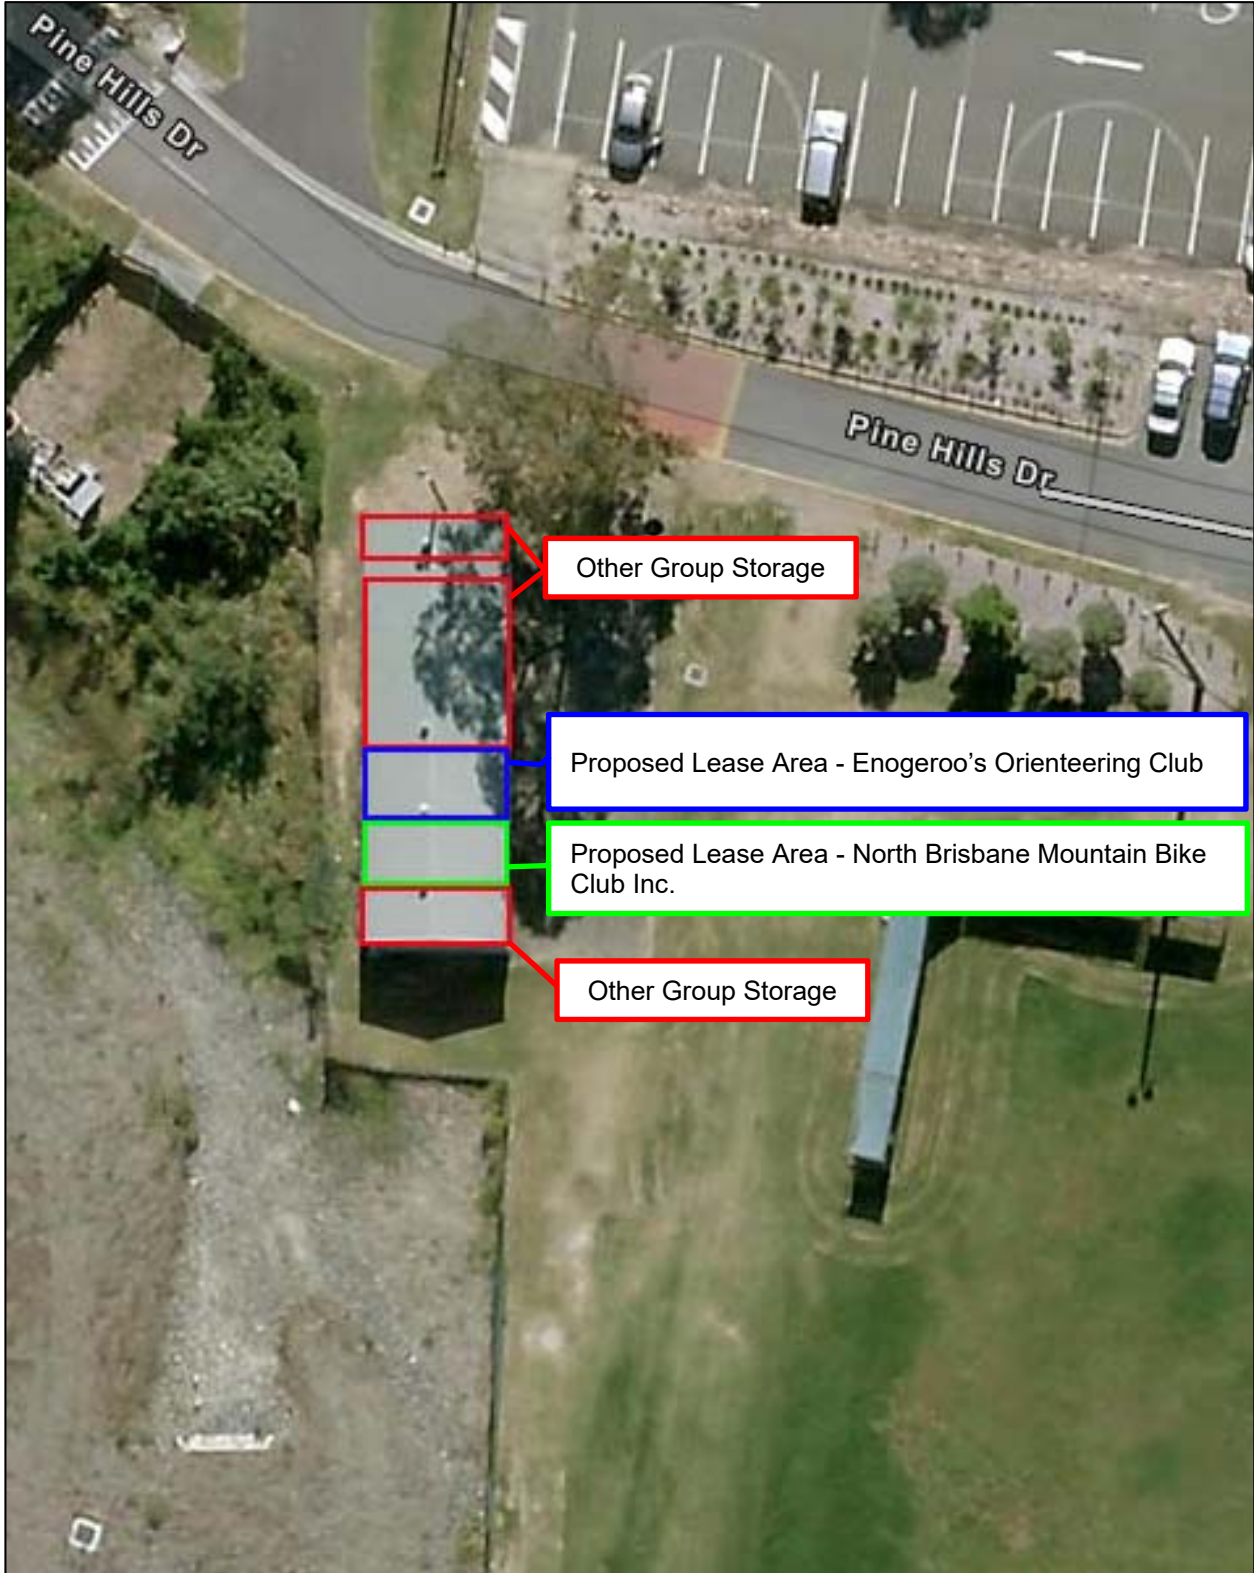 Pine Hills Dr
Pine Hills Dr
Other Group Storage
Proposed Lease Area - Enogeroo’s Orienteering Club
Proposed Lease Area - North Brisbane Mountain Bike
Club Inc.
Other Group Storage